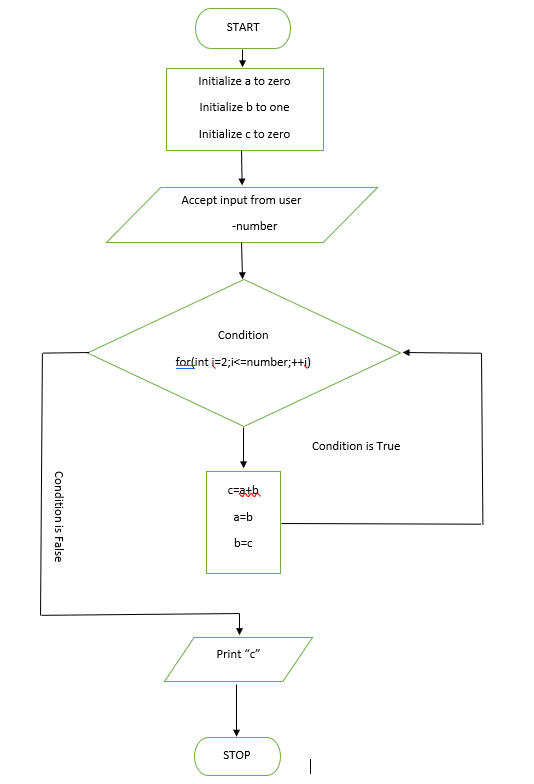 START
Initialize a to zero
Initialize b to one
Initialize c to zero
Accept input from user
-number
Condition
for(int i=2;i<=number;++i)
Condition is True
c=a+b
a=b
b=c
Condition is False
Print “c”
STOP